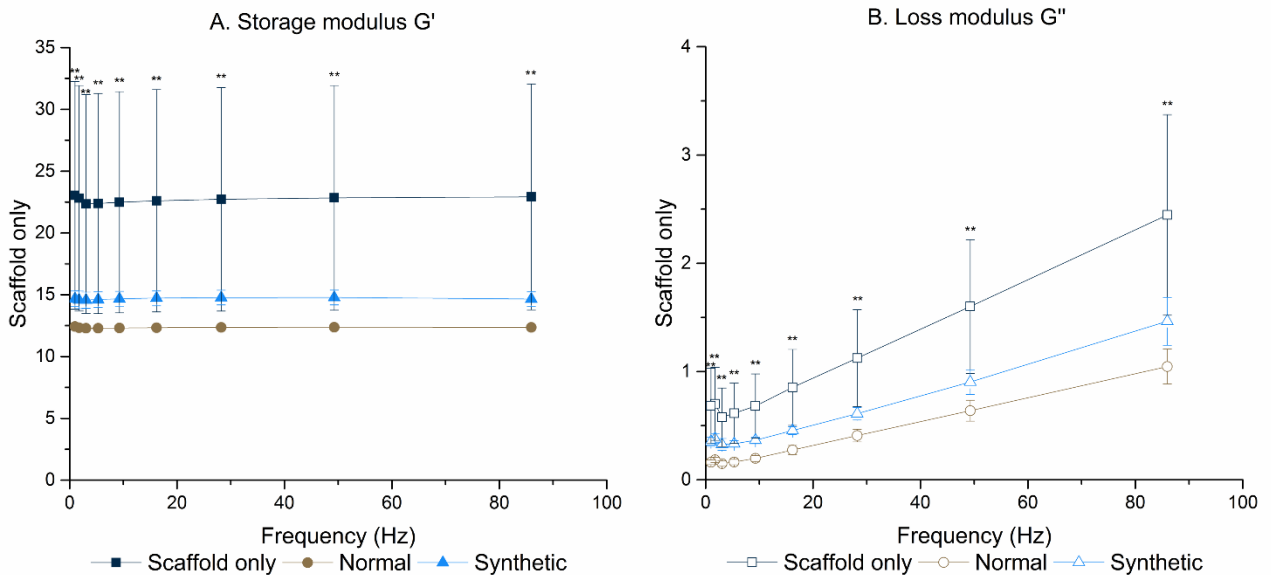 A. Storage modulus G'
35
30
25
20
15
10
5
0
Scaffold only
** ** ** ** ** ** ** ** **
0 20 40 60 80 100
Frequency (Hz)
Scaffold only Normal Synthetic
B. Loss modulus G''
4
3
2
1
0
Scaffold only
** ** ** ** ** ** ** ** **
0 20 40 60 80 100
Frequency (Hz)
Scaffold only Normal Synthetic